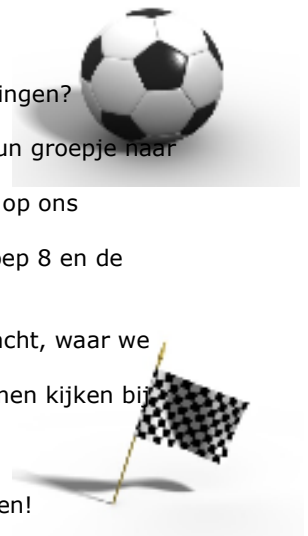 ingen?
un groepje naar
op ons
ep 8 en de
cht, waar we
nen kijken bij
en!